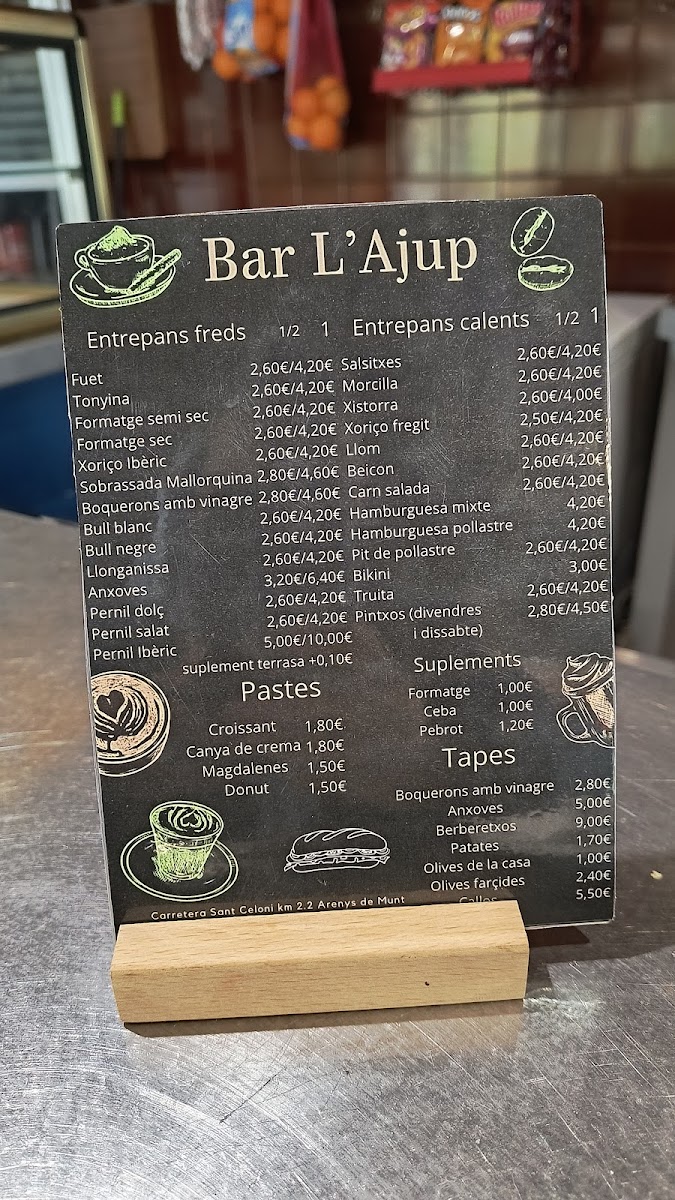 Bar L'Ajup
Entrepans freds 1/2 1
Fuet 2,60€/4,20€
Tonyina 2,60€/4,20€
Formatge semi sec 2,60€/4,20€
Formatge sec 2,60€/4,20€
Xoriço Ibèric 2,60€/4,20€
Sobrassada Mallorquina 2,80€/4,60€
Boquerons amb vinagre 2,80€/4,60€
Bull blanc 2,60€/4,20€
Bull negre 2,60€/4,20€
Llonganissa 2,60€/4,20€
Anxoves 3,20€/6,40€
Pernil dolç 2,60€/4,20€
Pernil salat 2,60€/4,20€
Pernil Ibèric 5,00€/10,00€
suplement terrasa +0,10€
Entrepans calents 1/2 1
Salsitxes 2,60€/4,20€
Morcilla 2,60€/4,20€
Xistorra 2,60€/4,00€
Xoriço fregit 2,50€/4,20€
Llom 2,60€/4,20€
Beicon 2,60€/4,20€
Carn salada 2,60€/4,20€
Hamburguesa mixte 4,20€
Hamburguesa pollastre 4,20€
Pit de pollastre 2,60€/4,20€
Bikini 3,00€
Truita 2,60€/4,20€
Pintxos (divendres 2,80€/4,50€
i dissabte)
Pastes
Croissant 1,80€
Canya de crema 1,80€
Magdalenes 1,50€
Donut 1,50€
Suplements
Formatge 1,00€
Ceba 1,00€
Pebrot 1,20€
Tapes
Boquerons amb vinagre 2,80€
Anxoves 5,00€
Berberetxos 9,00€
Patates 1,70€
Olives de la casa 1,00€
Olives farçides 2,40€
Callos 5,50€
Carretera Sant Celoni km 2.2 Arenys de Munt